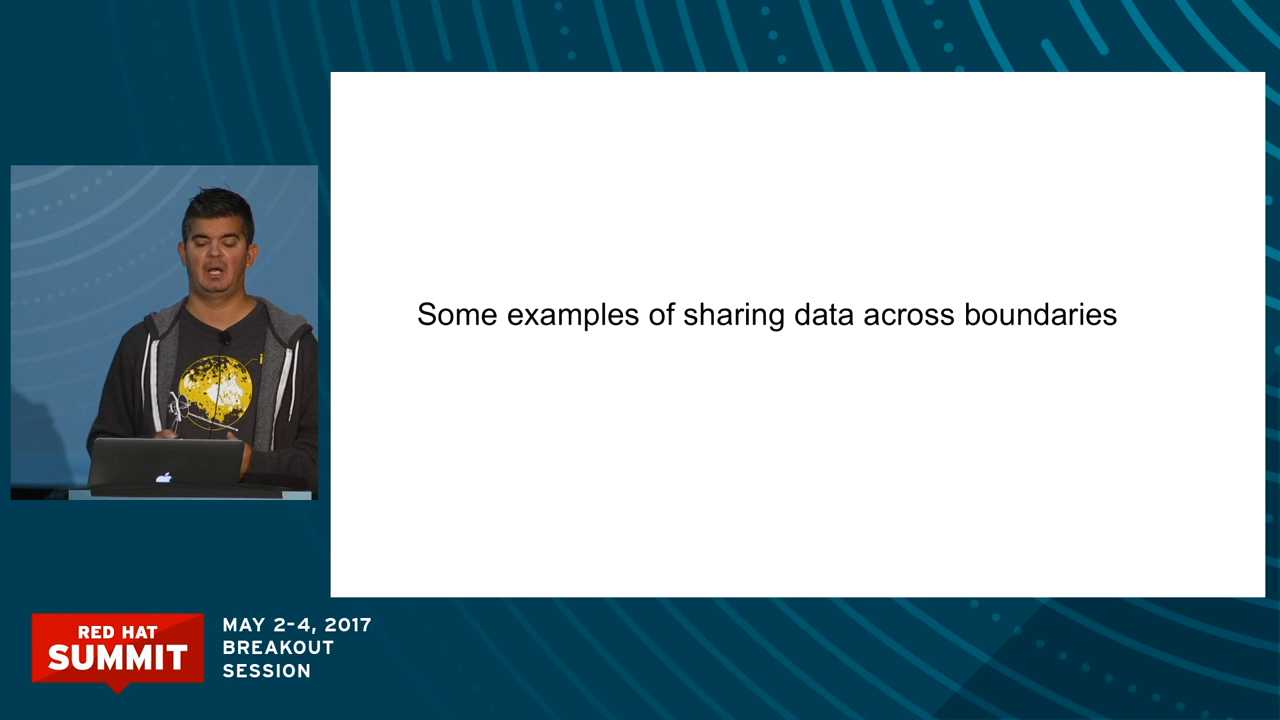 Some examples of sharing data across boundaries
RED HAT
SUMMIT
MAY 2-4, 2017
BREAKOUT
SESSION